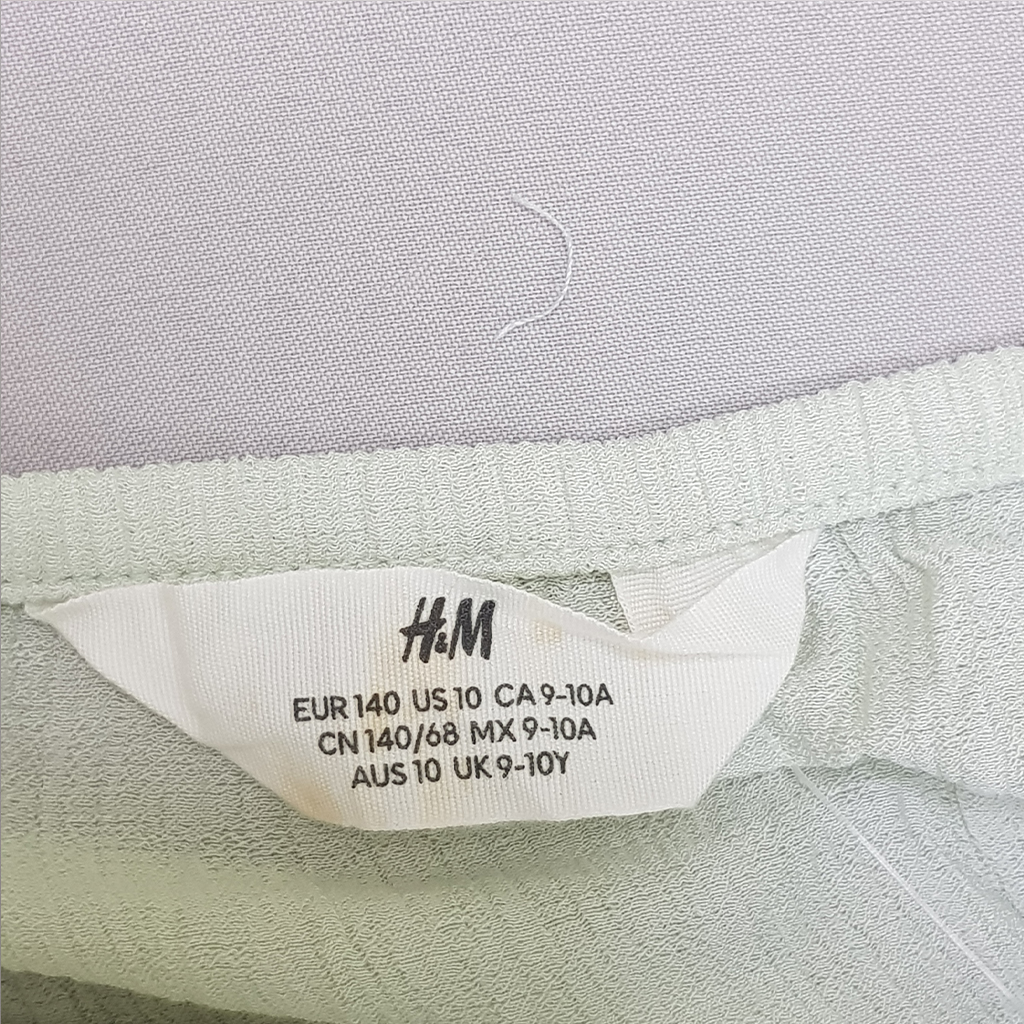 H&M
EUR 140 US 10 CA 9-10A
CN 140/68 MX 9-10A
AUS 10 UK 9-10Y